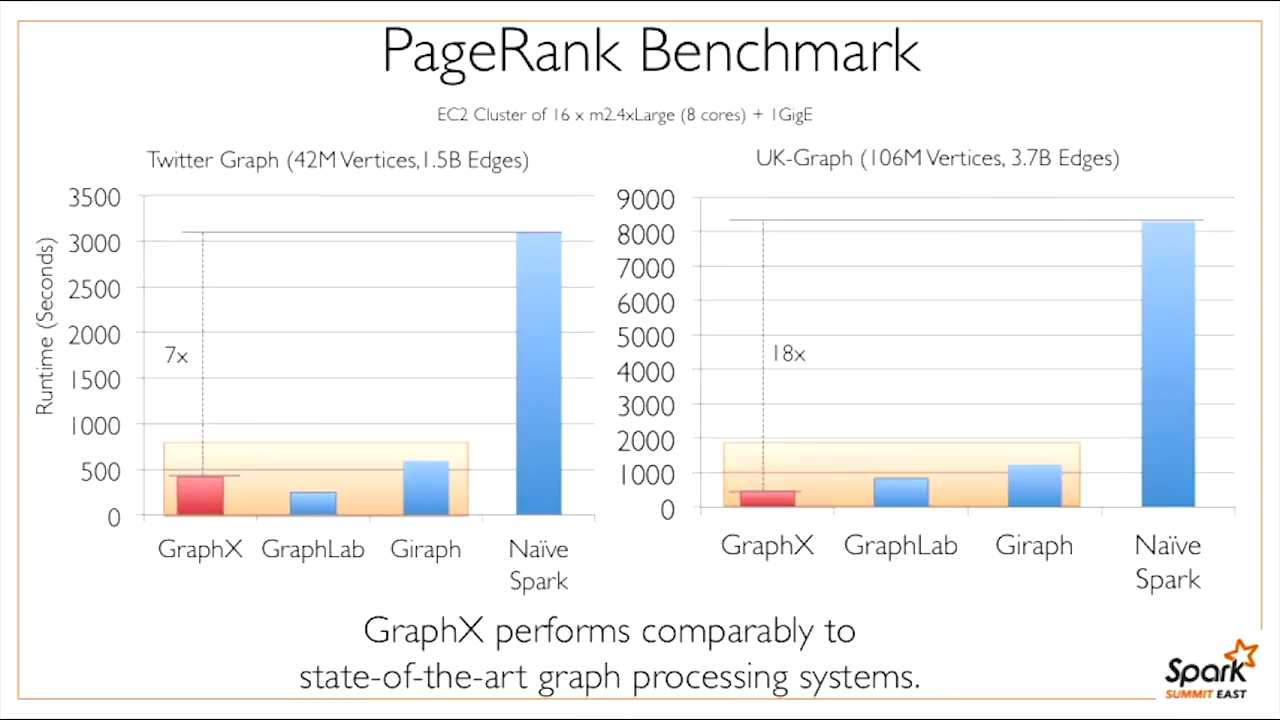 PageRank Benchmark
EC2 Cluster of 16 x m2.4xLarge (8 cores) + 1GigE
Twitter Graph (42M Vertices,1.5B Edges)
Runtime (Seconds)
3500
3000
2500
2000
1500
1000
500
0
7x
GraphX
GraphLab
Giraph
Naïve
Spark
UK-Graph (106M Vertices, 3.7B Edges)
9000
8000
7000
6000
5000
4000
3000
2000
1000
0
18x
GraphX
GraphLab
Giraph
Naïve
Spark
GraphX performs comparably to
state-of-the-art graph processing systems.
Spark
SUMMIT EAST